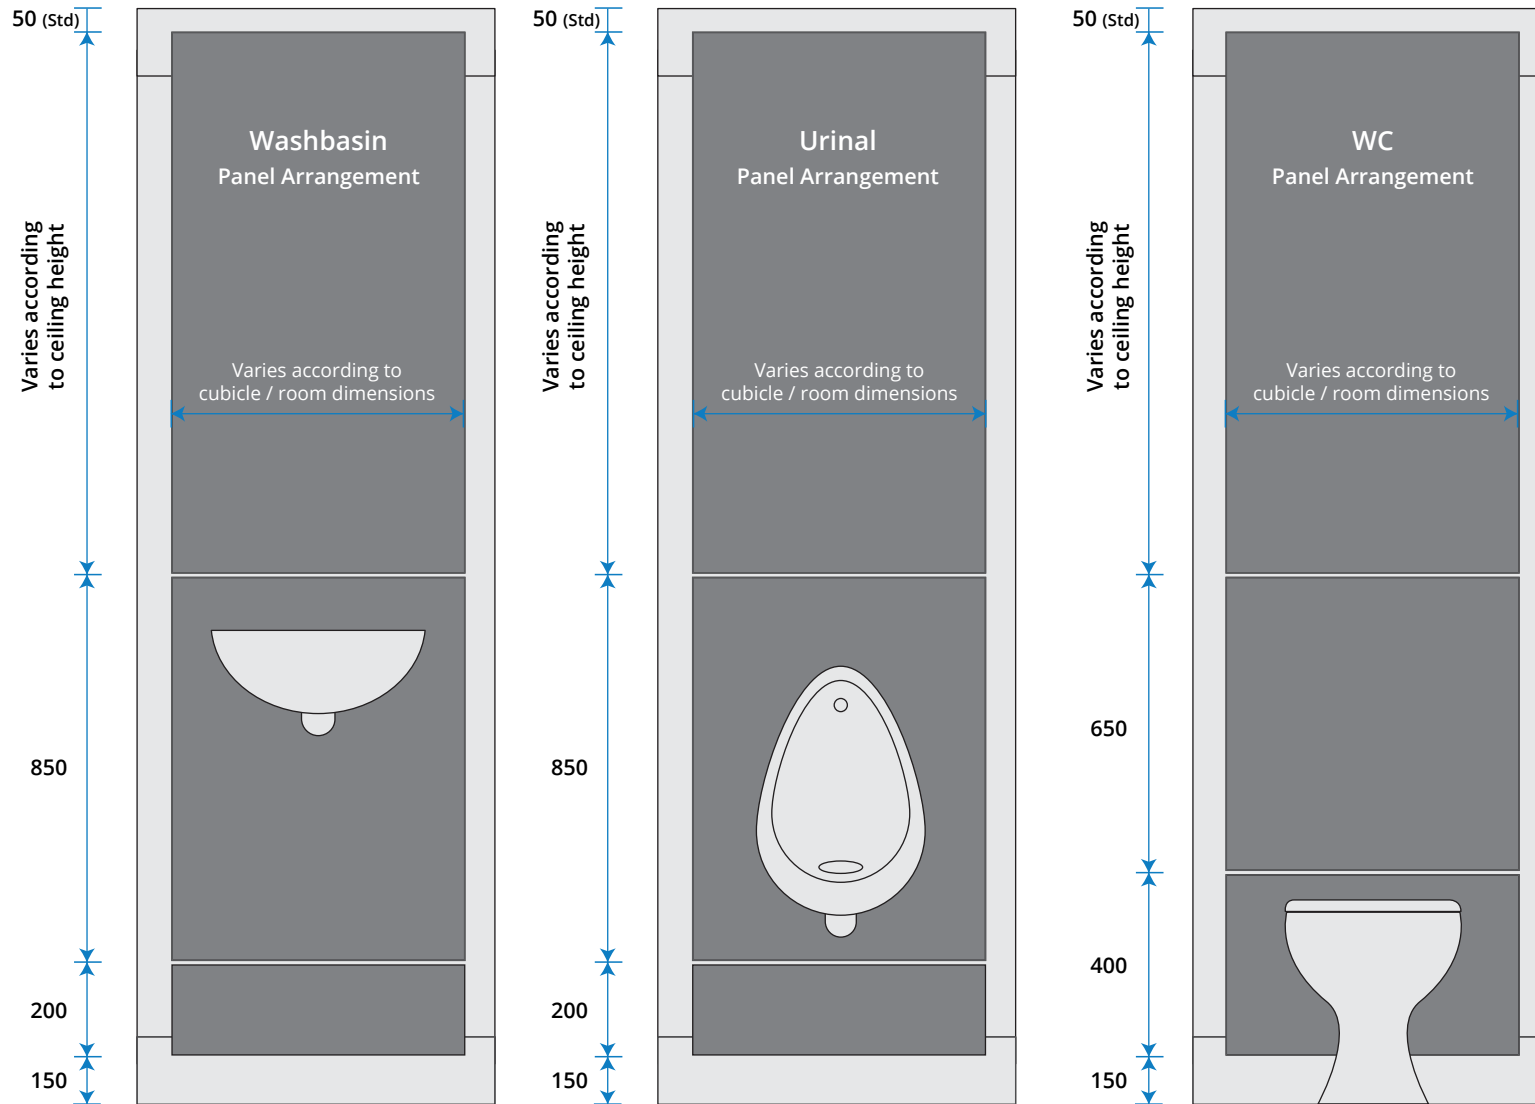 50 (Std)
Washbasin
Panel Arrangement
Varies according
to ceiling height
Varies according to
cubicle / room dimensions
850
200
150
50 (Std)
Urinal
Panel Arrangement
Varies according
to ceiling height
Varies according to
cubicle / room dimensions
850
200
150
50 (Std)
WC
Panel Arrangement
Varies according
to ceiling height
Varies according to
cubicle / room dimensions
650
400
150